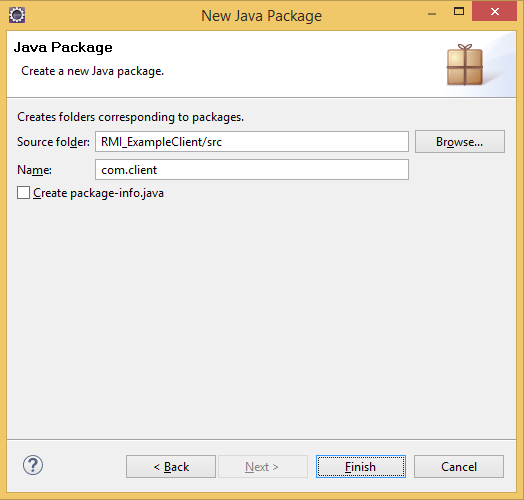 New Java Package
Java Package
Create a new Java package.
Creates folders corresponding to packages.
Source folder: RMI_ExampleClient/src Browse...
Name: com.client
Create package-info.java
? < Back Next > Finish Cancel